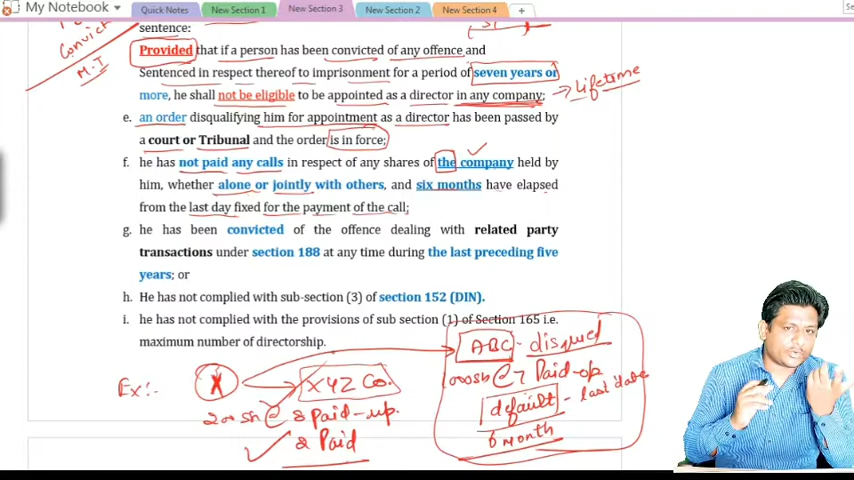 My Notebook
Quick Notes
New Section 1
New Section 3
New Section 2
New Section 4
+
Convict
M.I
sentence:
Provided that if a person has been convicted of any offence and
Sentenced in respect thereof to imprisonment for a period of seven years or
more, he shall not be eligible to be appointed as a director in any company;
Lifetime
e. an order disqualifying him for appointment as a director has been passed by
a court or Tribunal and the order is in force;
f. he has not paid any calls in respect of any shares of the company held by
him, whether alone or jointly with others, and six months have elapsed
from the last day fixed for the payment of the call;
g. he has been convicted of the offence dealing with related party
transactions under section 188 at any time during the last preceding five
years; or
h. He has not complied with sub-section (3) of section 152 (DIN).
i. he has not complied with the provisions of sub section (1) of Section 165 i.e.
maximum number of directorship.
ABC - disqued
Ex:- X XYZ Co.
1000sh @ 7 Paid-up
200sh @ 8 paid-up.
default - last date
2 Paid
6 month